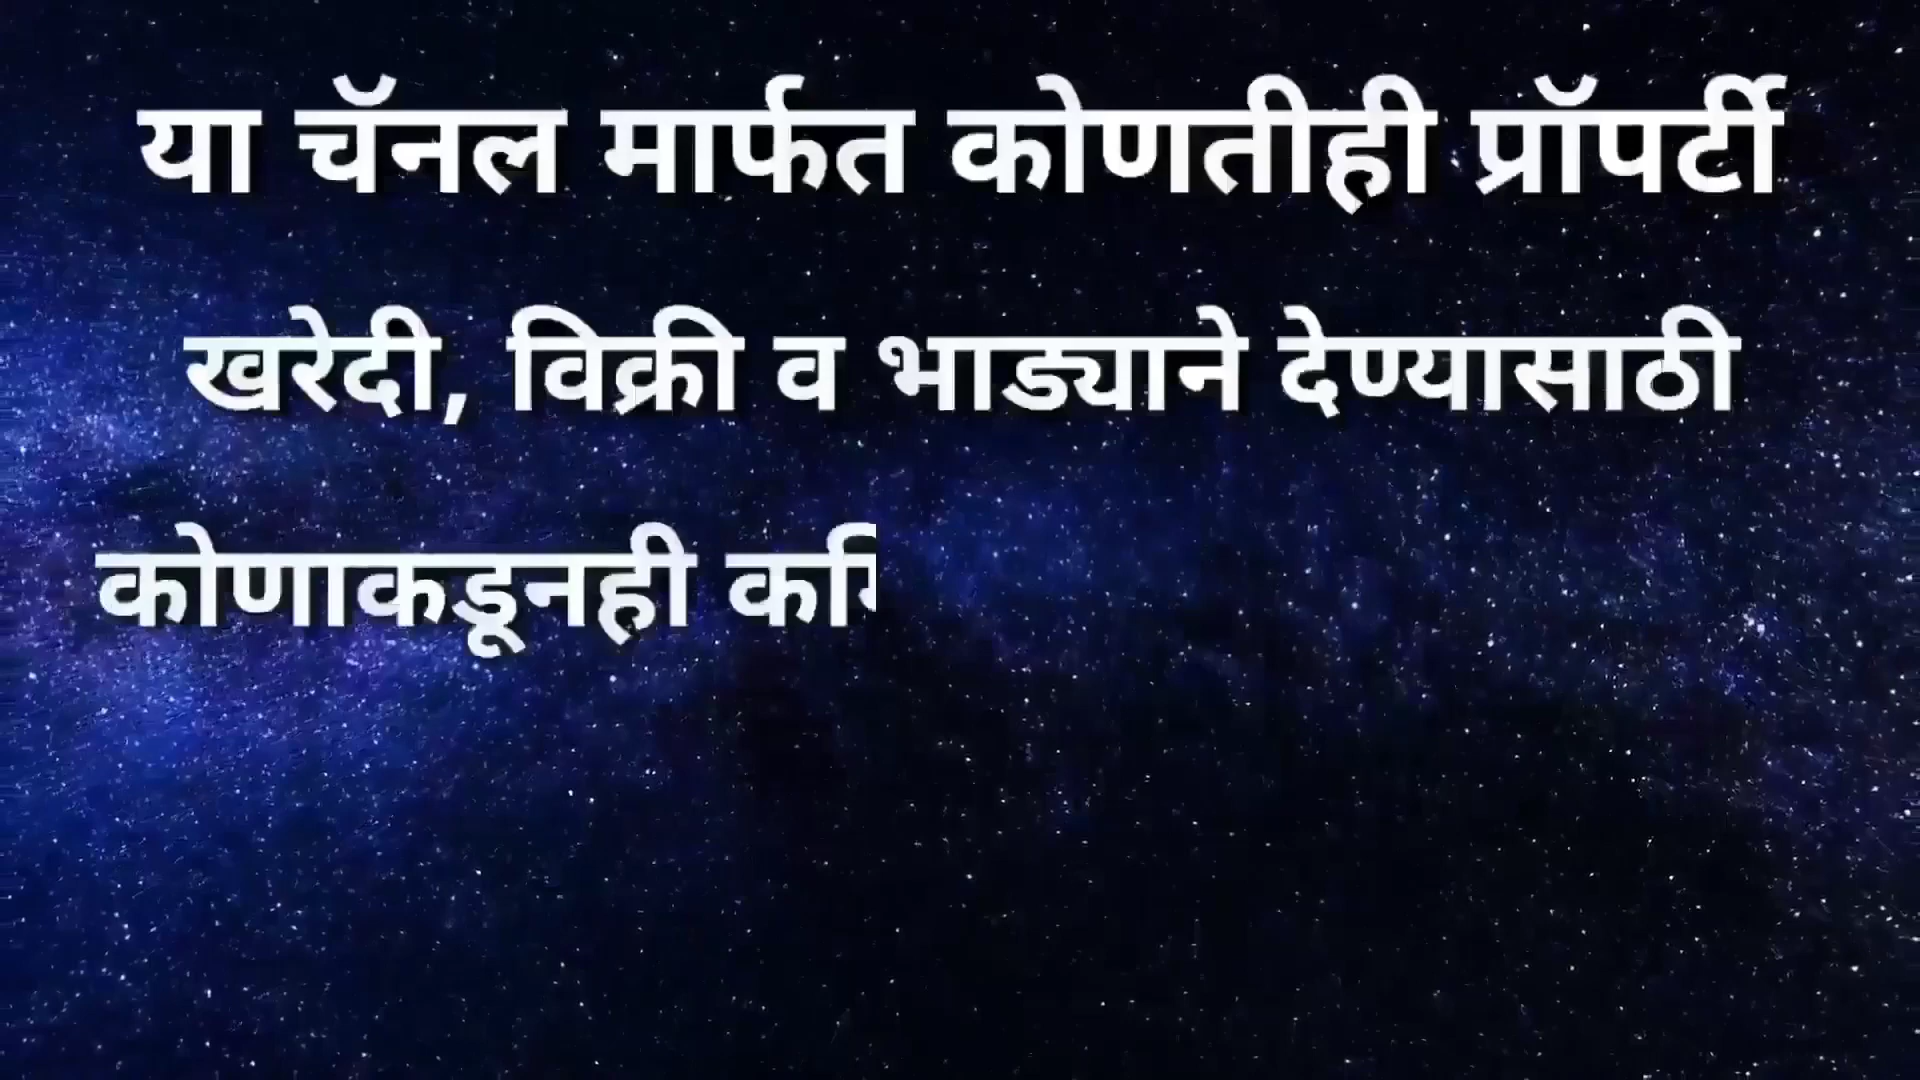 या चॅनल मार्फत कोणतीही प्रॉपर्टी
खरेदी, विक्री व भाड्याने देण्यासाठी
कोणाकडूनही